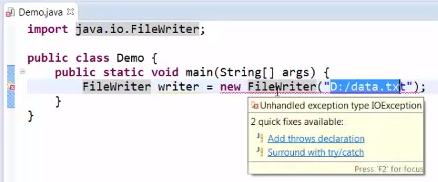 Demo.java
import java.io.FileWriter;
public class Demo {
public static void main(String[] args) {
FileWriter writer = new FileWriter("D:/data.txt");
}
}
Unhandled exception type IOException
2 quick fixes available:
Add throws declaration
Surround with try/catch
Press 'F2' for focus